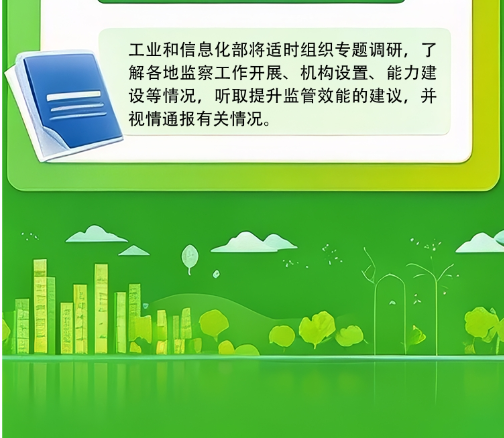 工业和信息化部将适时组织专题调研，了
解各地监察工作开展、机构设置、能力建
设等情况，听取提升监管效能的建议，并
视情通报有关情况。